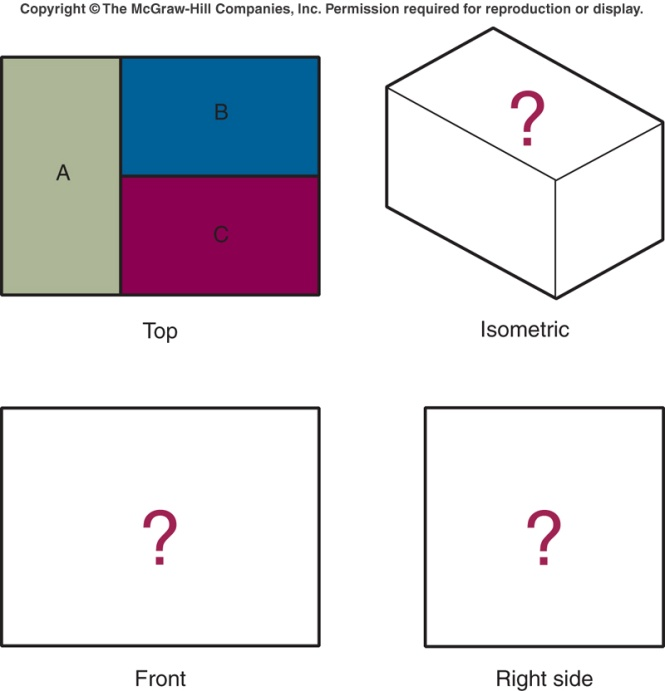 Copyright © The McGraw-Hill Companies, Inc. Permission required for reproduction or display.
?
B
A
C
Top
Isometric
?
?
Front
Right side